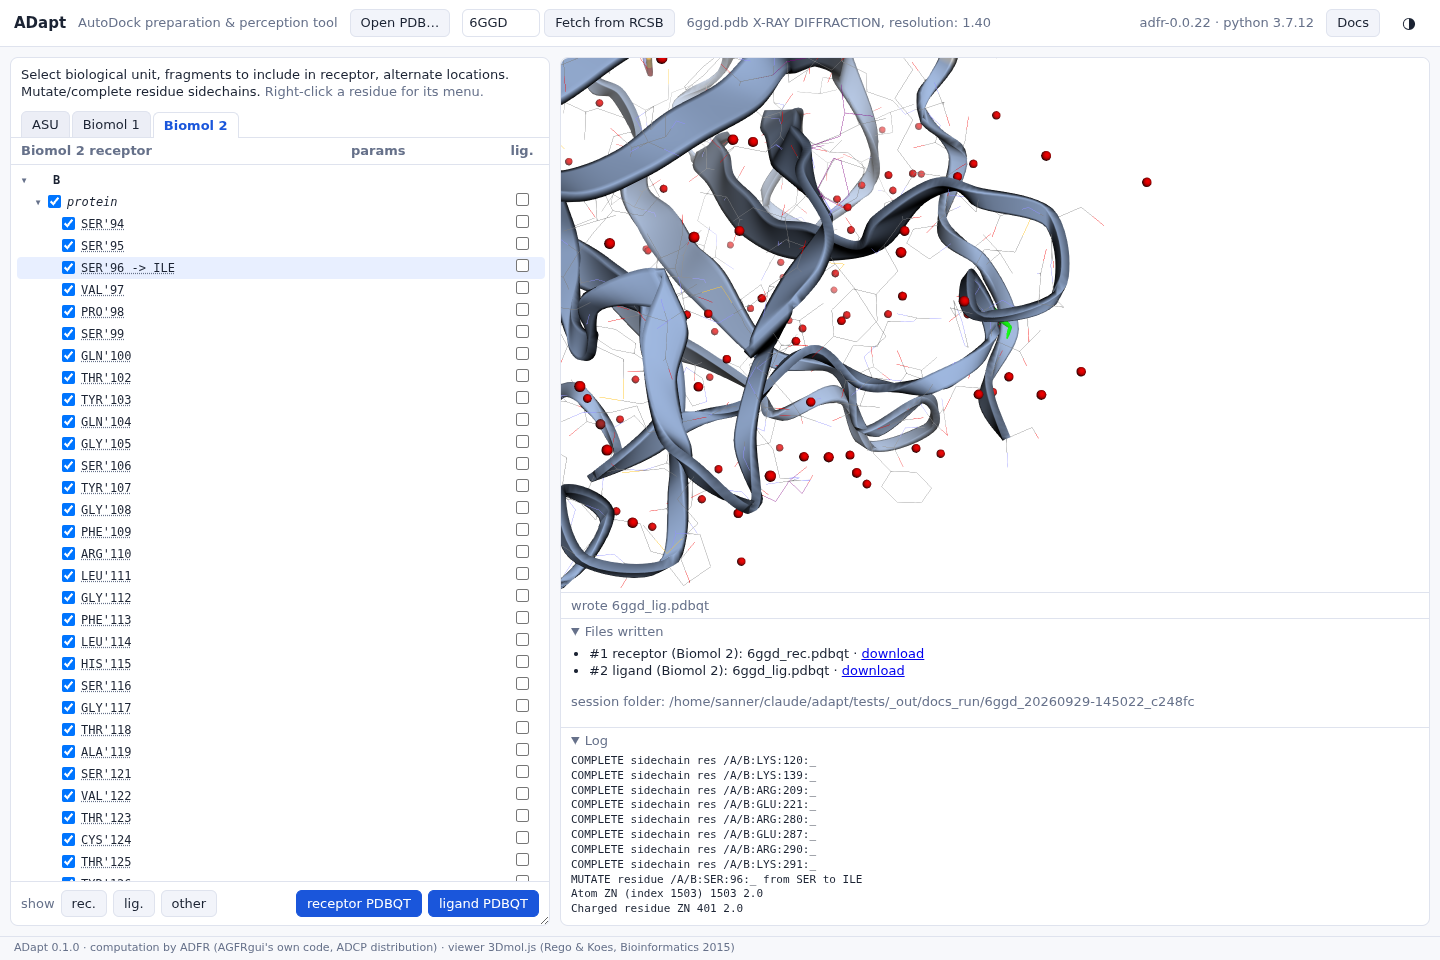 ADapt AutoDock preparation & perception tool Open PDB... 6GGD Fetch from RCSB 6ggd.pdb X-RAY DIFFRACTION, resolution: 1.40 adfr-0.0.22 · python 3.7.12 Docs
Select biological unit, fragments to include in receptor, alternate locations.
Mutate/complete residue sidechains. Right-click a residue for its menu.
ASU Biomol 1 Biomol 2
Biomol 2 receptor params lig.
B
protein
SER'94
SER'95
SER'96 -> ILE
VAL'97
PRO'98
SER'99
GLN'100
THR'102
TYR'103
GLN'104
GLY'105
SER'106
TYR'107
GLY'108
PHE'109
ARG'110
LEU'111
GLY'112
PHE'113
LEU'114
HIS'115
SER'116
GLY'117
THR'118
ALA'119
SER'121
VAL'122
THR'123
CYS'124
THR'125
show rec. lig. other receptor PDBQT ligand PDBQT
wrote 6ggd_lig.pdbqt
Files written
• #1 receptor (Biomol 2): 6ggd_rec.pdbqt · download
• #2 ligand (Biomol 2): 6ggd_lig.pdbqt · download
session folder: /home/sanner/claude/adapt/tests/_out/docs_run/6ggd_20260929-145022_c248fc
Log
COMPLETE sidechain res /A/B:LYS:120:_
COMPLETE sidechain res /A/B:LYS:139:_
COMPLETE sidechain res /A/B:ARG:209:_
COMPLETE sidechain res /A/B:GLU:221:_
COMPLETE sidechain res /A/B:ARG:280:_
COMPLETE sidechain res /A/B:GLU:287:_
COMPLETE sidechain res /A/B:ARG:290:_
COMPLETE sidechain res /A/B:LYS:291:_
MUTATE residue /A/B:SER:96:_ from SER to ILE
Atom ZN (index 1503) 1503 2.0
Charged residue ZN 401 2.0
ADapt 0.1.0 · computation by ADFR (AGFRgui's own code, ADCP distribution) · viewer 3Dmol.js (Rego & Koes, Bioinformatics 2015)